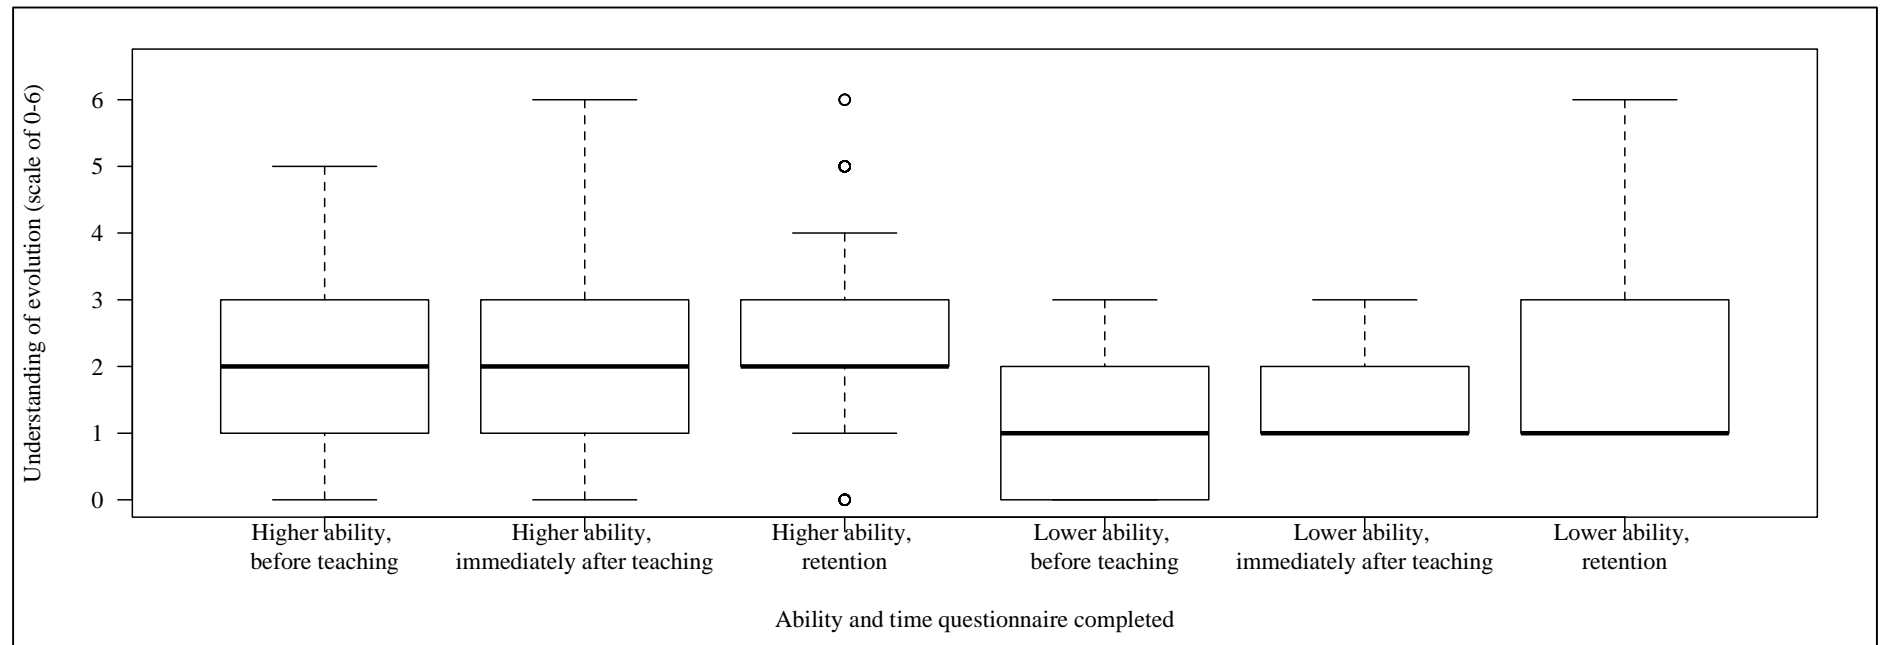 Understanding of evolution (scale of 0-6)
6
5
4
3
2
1
0
Higher ability,
before teaching
Higher ability,
immediately after teaching
Higher ability,
retention
Lower ability,
before teaching
Lower ability,
immediately after teaching
Lower ability,
retention
Ability and time questionnaire completed